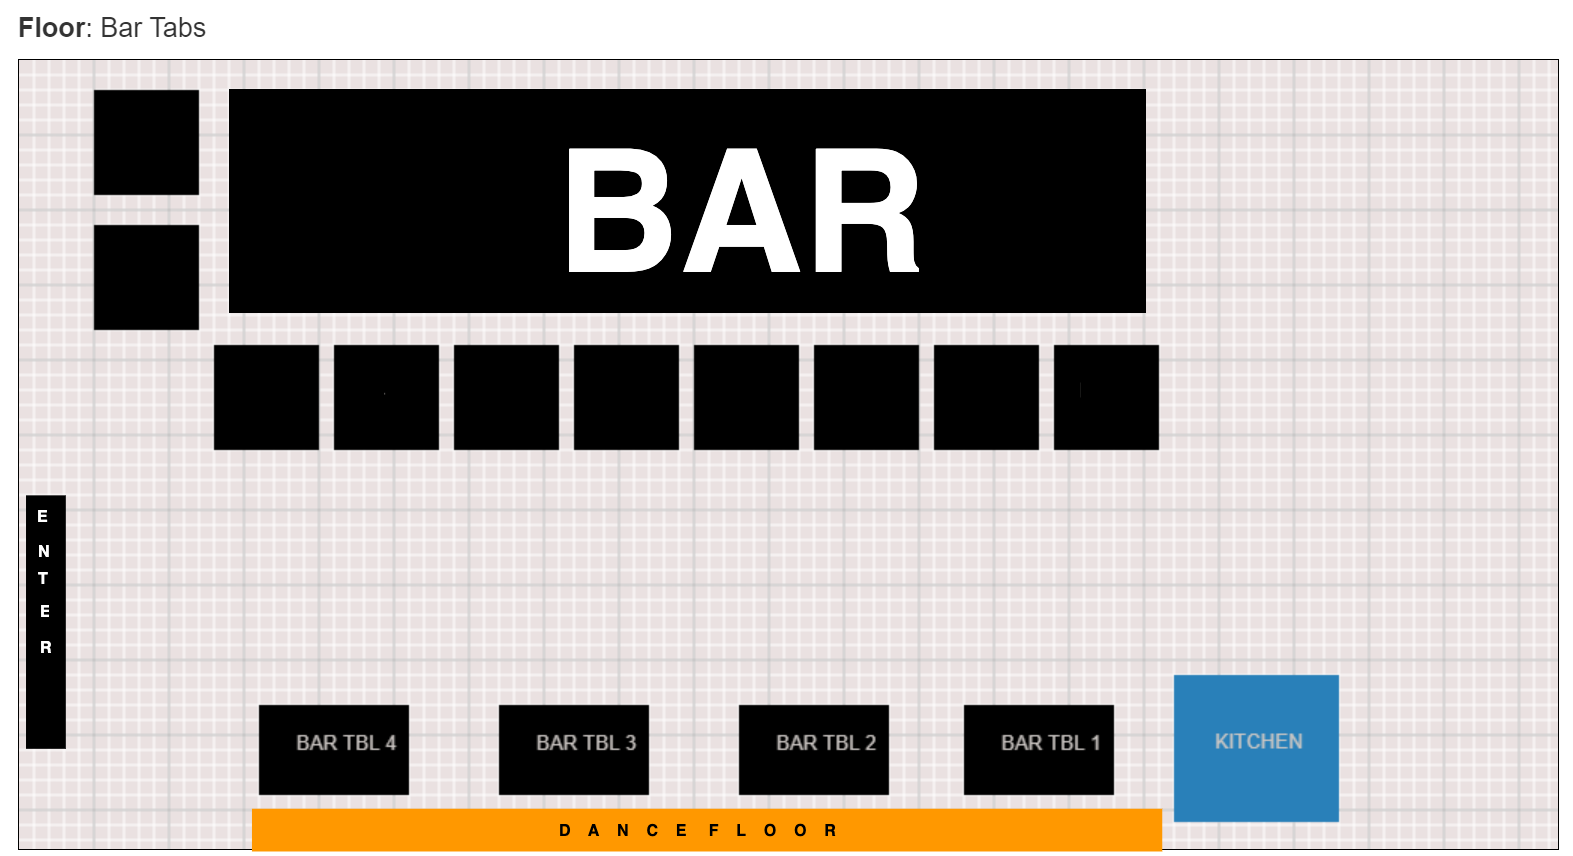 Floor: Bar Tabs
BAR
E
N
T
E
R
BAR TBL 4
BAR TBL 3
BAR TBL 2
BAR TBL 1
KITCHEN
D A N C E F L O O R